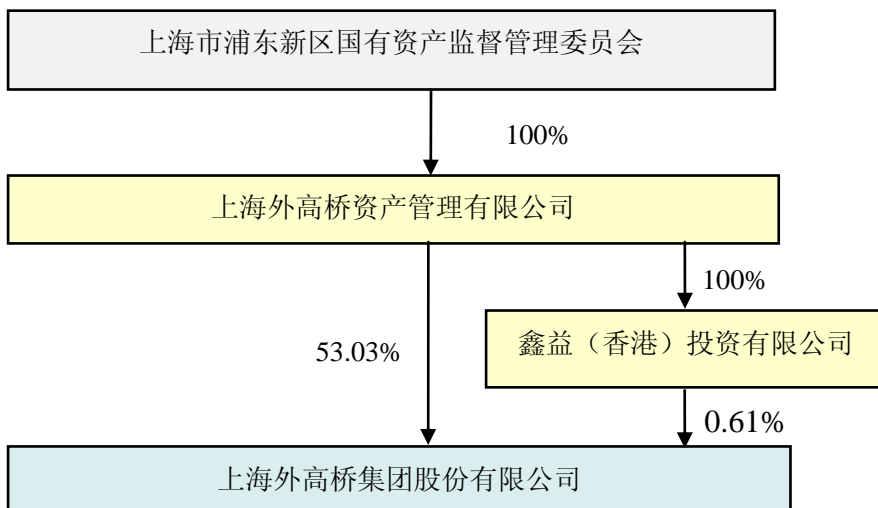 上海市浦东新区国有资产监督管理委员会
100%
上海外高桥资产管理有限公司
100%
53.03%
鑫益（香港）投资有限公司
0.61%
上海外高桥集团股份有限公司